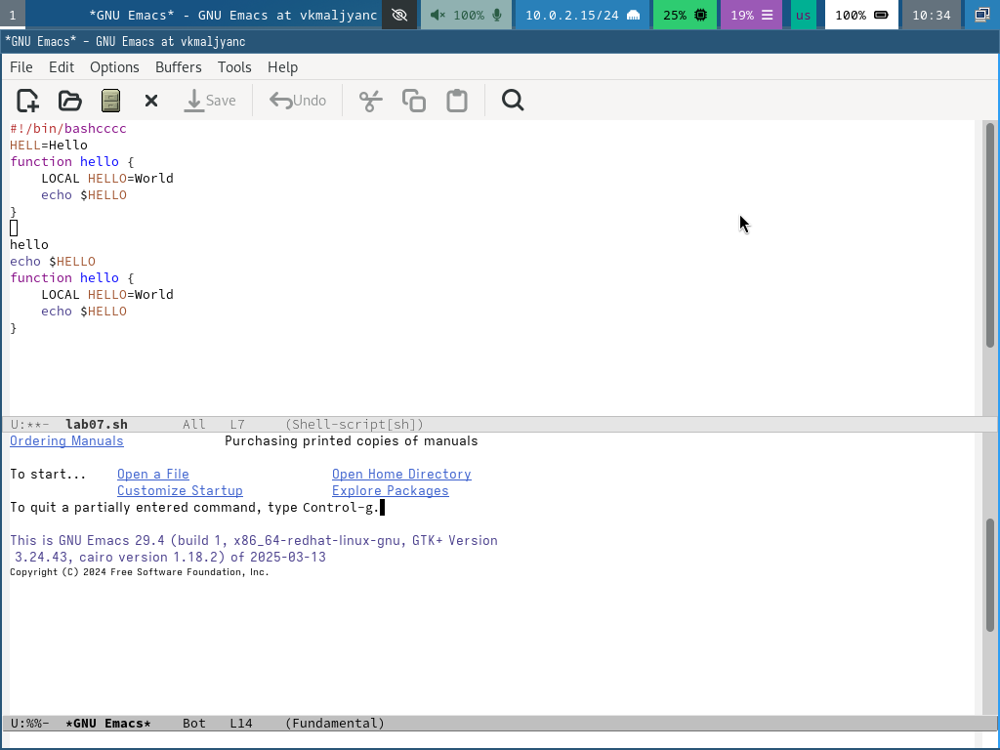 1 *GNU Emacs* - GNU Emacs at vkmaljyanc 100% 10.0.2.15/24 25% 19% us 100% 10:34
*GNU Emacs* - GNU Emacs at vkmaljyanc
File Edit Options Buffers Tools Help
Save Undo
#!/bin/bashcccc
HELL=Hello
function hello {
    LOCAL HELLO=World
    echo $HELLO
}
hello
echo $HELLO
function hello {
    LOCAL HELLO=World
    echo $HELLO
}
U:**-  lab07.sh       All   L7     (Shell-script[sh])
Ordering Manuals Purchasing printed copies of manuals
To start... Open a File Open Home Directory
Customize Startup Explore Packages
To quit a partially entered command, type Control-g.
This is GNU Emacs 29.4 (build 1, x86_64-redhat-linux-gnu, GTK+ Version
3.24.43, cairo version 1.18.2) of 2025-03-13
Copyright (C) 2024 Free Software Foundation, Inc.
U:%%-  *GNU Emacs*    Bot   L14    (Fundamental)